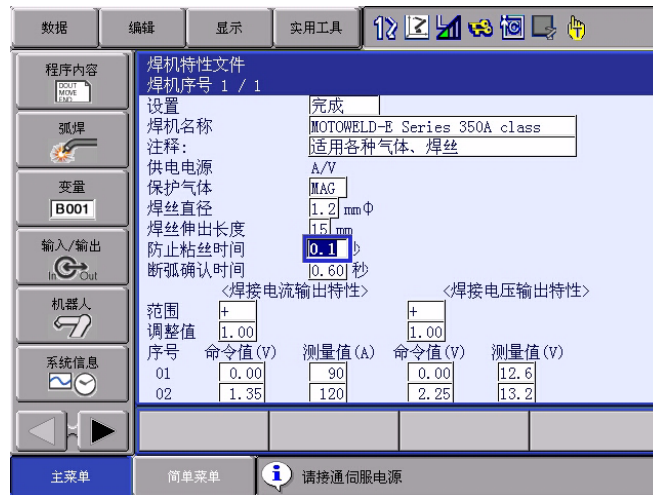 数据 编辑 显示 实用工具
程序内容
DOUT
MOVE
END
弧焊
变量
B001
输入/输出
In Out
机器人
系统信息
焊机特性文件
焊机序号 1 / 1
设置 完成
焊机名称 MOTOWELD-E Series 350A class
注释: 适用各种气体、焊丝
供电电源 A/V
保护气体 MAG
焊丝直径 1.2 mmΦ
焊丝伸出长度 15 mm
防止粘丝时间 0.1
断弧确认时间 0.60 秒
<焊接电流输出特性> <焊接电压输出特性>
范围 + +
调整值 1.00 1.00
序号 命令值(V) 测量值(A) 命令值(V) 测量值(V)
01 0.00 90 0.00 12.6
02 1.35 120 2.25 13.2
主菜单 简单菜单 请接通伺服电源